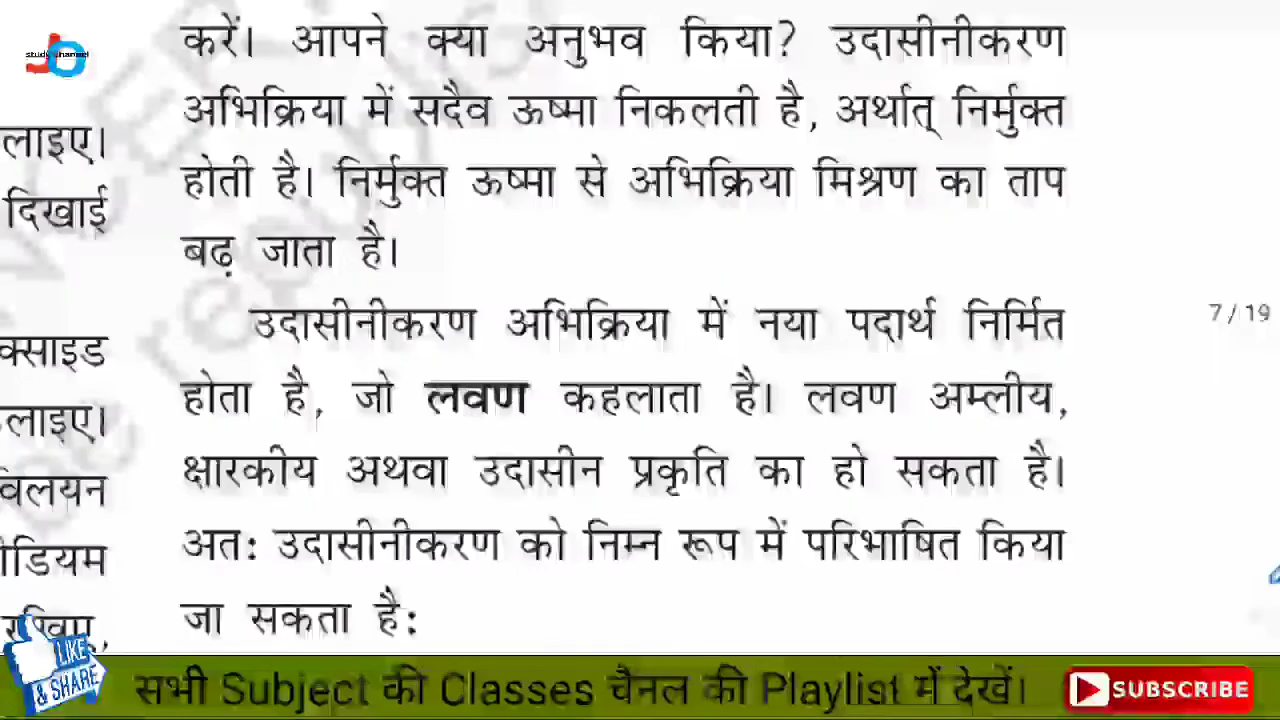 study channel
करें। आपने क्या अनुभव किया? उदासीनीकरण
अभिक्रिया में सदैव ऊष्मा निकलती है, अर्थात् निर्मुक्त
होती है। निर्मुक्त ऊष्मा से अभिक्रिया मिश्रण का ताप
बढ़ जाता है।
उदासीनीकरण अभिक्रिया में नया पदार्थ निर्मित
होता है, जो लवण कहलाता है। लवण अम्लीय,
क्षारकीय अथवा उदासीन प्रकृति का हो सकता है।
अतः उदासीनीकरण को निम्न रूप में परिभाषित किया
जा सकता है:
लाइए।
दिखाई
क्साइड
लाइए।
विलयन
ोडियम
7 / 19
LIKE
& SHARE
सभी Subject की Classes चैनल की Playlist में देखें।
SUBSCRIBE